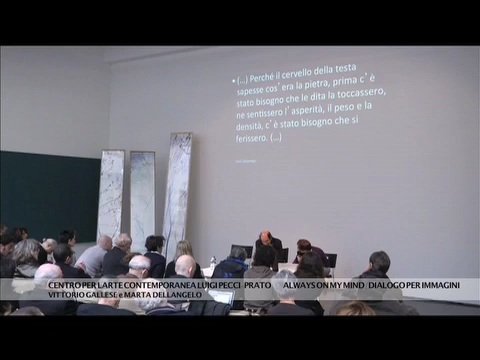 • (...) Perché il cervello della testa
sapesse cos' era la pietra, prima c' è
stato bisogno che le dita la toccassero,
ne sentissero l' asperità, il peso e la
densità, c' è stato bisogno che si
ferissero. (...)
CENTRO PER L'ARTE CONTEMPORANEA LUIGI PECCI PRATO ALWAYS ON MY MIND DIALOGO PER IMMAGINI
VITTORIO GALLESE e MARTA DELLANGELO